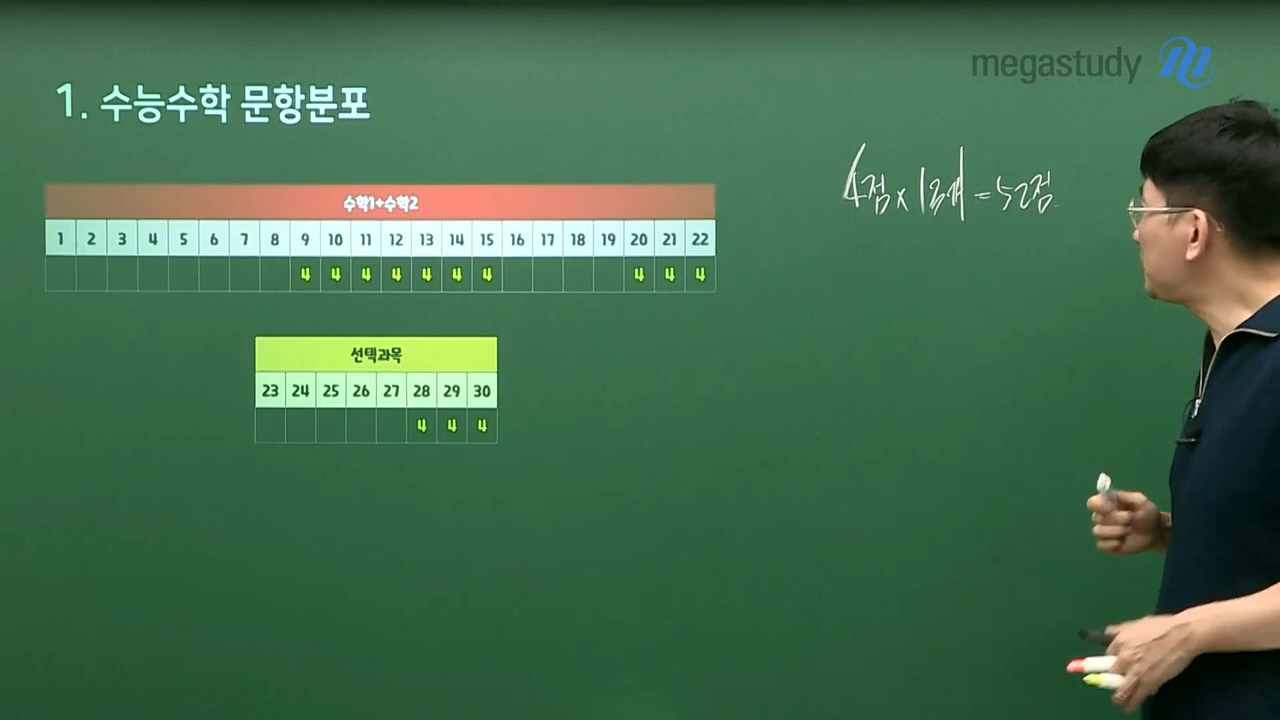 megastudy
1. 수능수학 문항분포
4점 × 13개 = 52점
수학1+수학2
1 2 3 4 5 6 7 8 9 10 11 12 13 14 15 16 17 18 19 20 21 22
4 4 4 4 4 4 4 4 4 4
선택과목
23 24 25 26 27 28 29 30
4 4 4